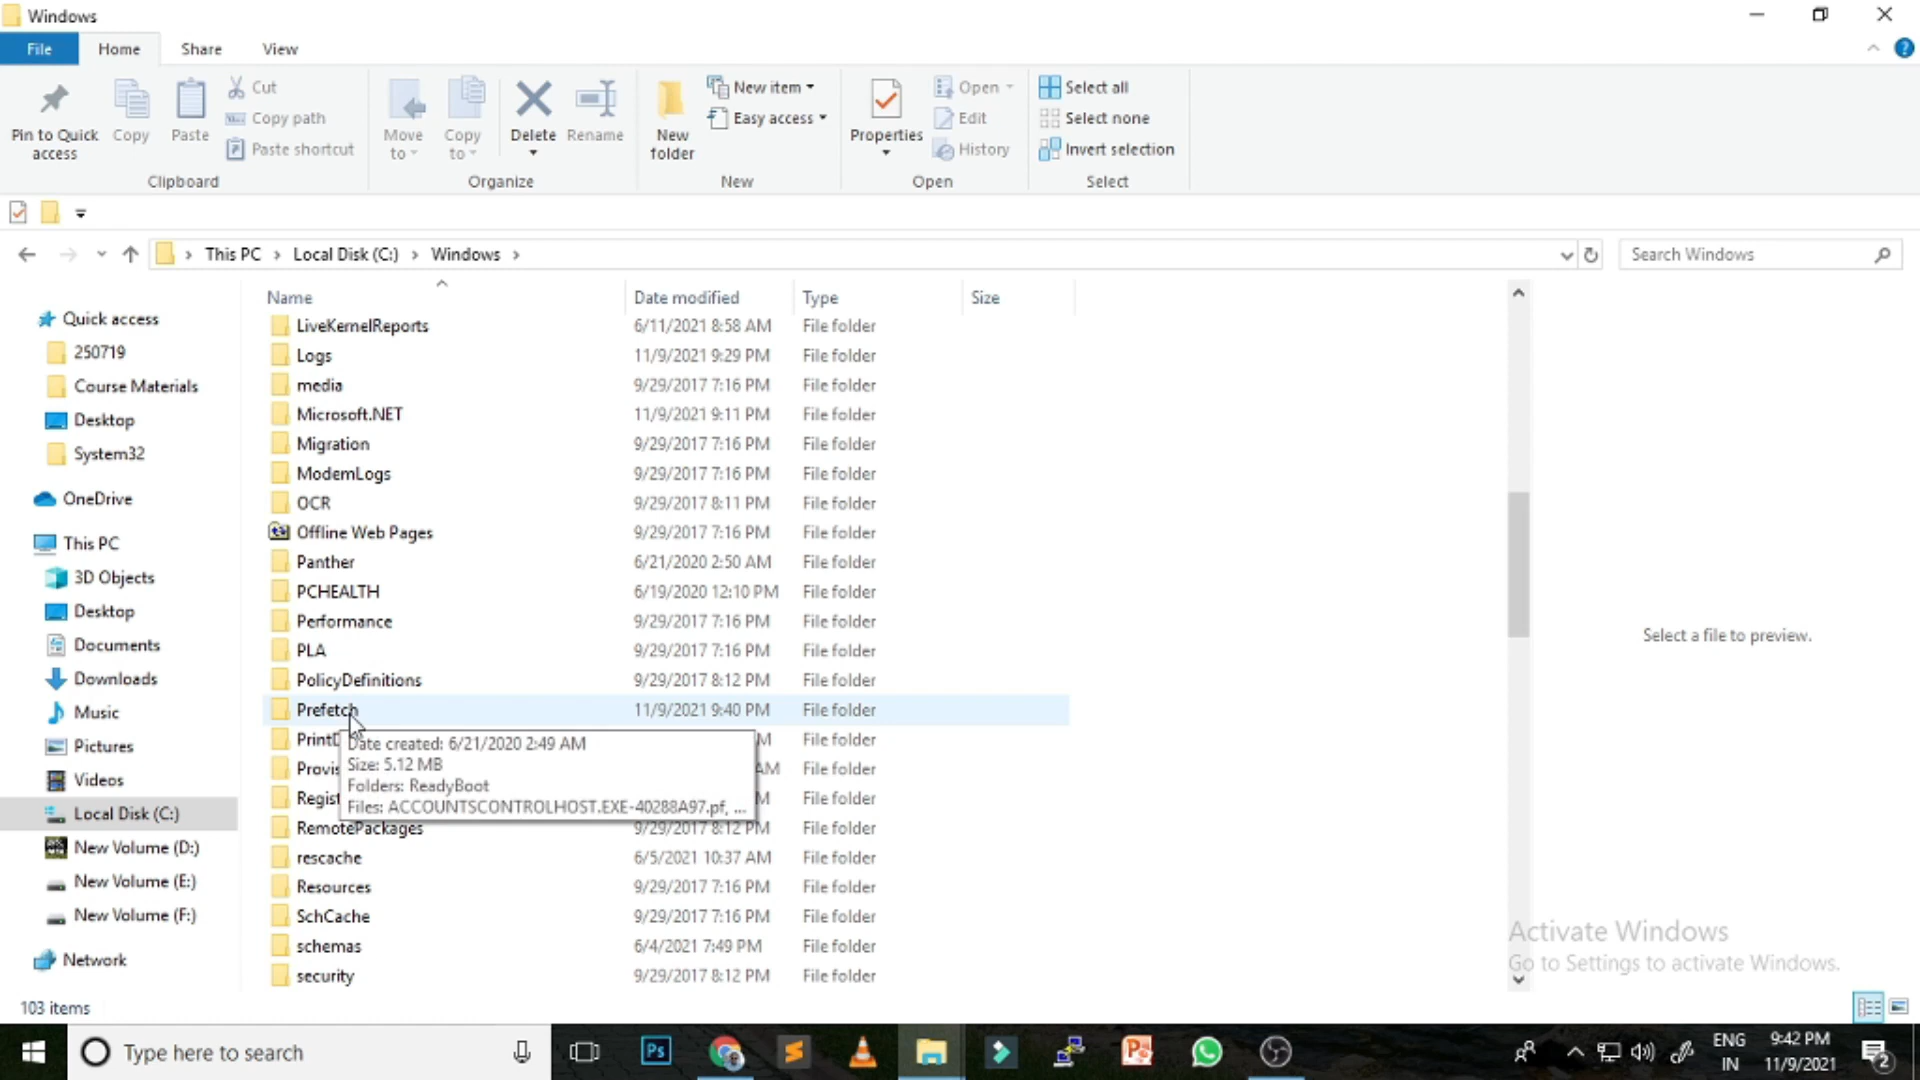 Windows
File Home Share View
Pin to Quick access
Copy
Paste
Cut
Copy path
Paste shortcut
Clipboard
Move to
Copy to
Delete
Rename
Organize
New folder
New item
Easy access
New
Properties
Open
Edit
History
Open
Select all
Select none
Invert selection
Select
This PC > Local Disk (C:) > Windows >
Search Windows
Quick access
250719
Course Materials
Desktop
System32
OneDrive
This PC
3D Objects
Desktop
Documents
Downloads
Music
Pictures
Videos
Local Disk (C:)
New Volume (D:)
New Volume (E:)
New Volume (F:)
Network
Name Date modified Type Size
LiveKernelReports 6/11/2021 8:58 AM File folder
Logs 11/9/2021 9:29 PM File folder
media 9/29/2017 7:16 PM File folder
Microsoft.NET 11/9/2021 9:11 PM File folder
Migration 9/29/2017 7:16 PM File folder
ModemLogs 9/29/2017 7:16 PM File folder
OCR 9/29/2017 8:11 PM File folder
Offline Web Pages 9/29/2017 7:16 PM File folder
Panther 6/21/2020 2:50 AM File folder
PCHEALTH 6/19/2020 12:10 PM File folder
Performance 9/29/2017 7:16 PM File folder
PLA 9/29/2017 7:16 PM File folder
PolicyDefinitions 9/29/2017 8:12 PM File folder
Prefetch 11/9/2021 9:40 PM File folder
File folder
AM File folder
File folder
RemotePackages 9/29/2017 8:12 PM File folder
rescache 6/5/2021 10:37 AM File folder
Resources 9/29/2017 7:16 PM File folder
SchCache 9/29/2017 7:16 PM File folder
schemas 6/4/2021 7:49 PM File folder
security 9/29/2017 8:12 PM File folder
Date created: 6/21/2020 2:49 AM
Size: 5.12 MB
Folders: ReadyBoot
Files: ACCOUNTSCONTROLHOST.EXE-40288A97.pf, ...
Select a file to preview.
Activate Windows
Go to Settings to activate Windows.
103 items
Type here to search
Ps
ENG
IN
9:42 PM
11/9/2021
2